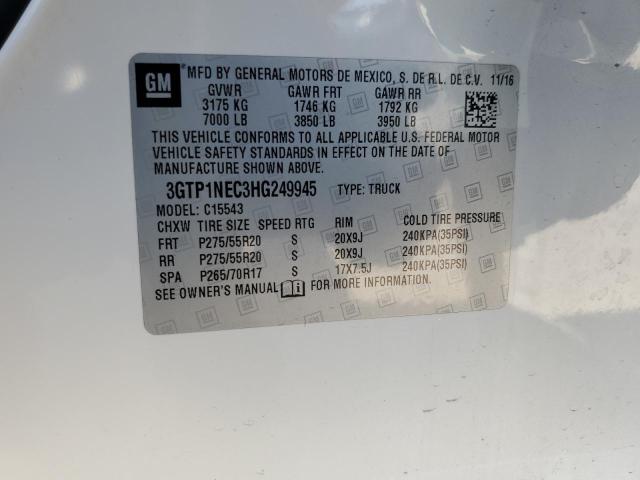 GM
MFD BY GENERAL MOTORS DE MEXICO, S. DE R.L. DE C.V. 11/16
GVWR GAWR FRT GAWR RR
3175 KG 1746 KG 1792 KG
7000 LB 3850 LB 3950 LB
THIS VEHICLE CONFORMS TO ALL APPLICABLE U.S. FEDERAL MOTOR
VEHICLE SAFETY STANDARDS IN EFFECT ON THE DATE OF
MANUFACTURE SHOWN ABOVE.
3GTP1NEC3HG249945 TYPE: TRUCK
MODEL: C15543
CHXW TIRE SIZE SPEED RTG RIM COLD TIRE PRESSURE
FRT P275/55R20 S 20X9J 240KPA(35PSI)
RR P275/55R20 S 20X9J 240KPA(35PSI)
SPA P265/70R17 S 17X7.5J 240KPA(35PSI)
SEE OWNER'S MANUAL FOR MORE INFORMATION.